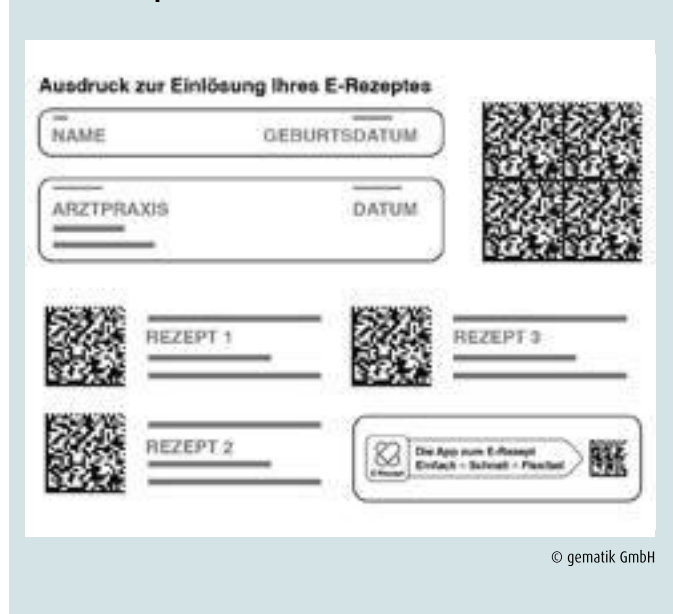 Ausdruck zur Einlösung Ihres E-Rezeptes
NAME GEBURTSDATUM
ARZTPRAXIS DATUM
REZEPT 1
REZEPT 3
REZEPT 2
Die App zum E-Rezept
Einfach - Schnell - Flexibel
E-Rezept
© gematik GmbH